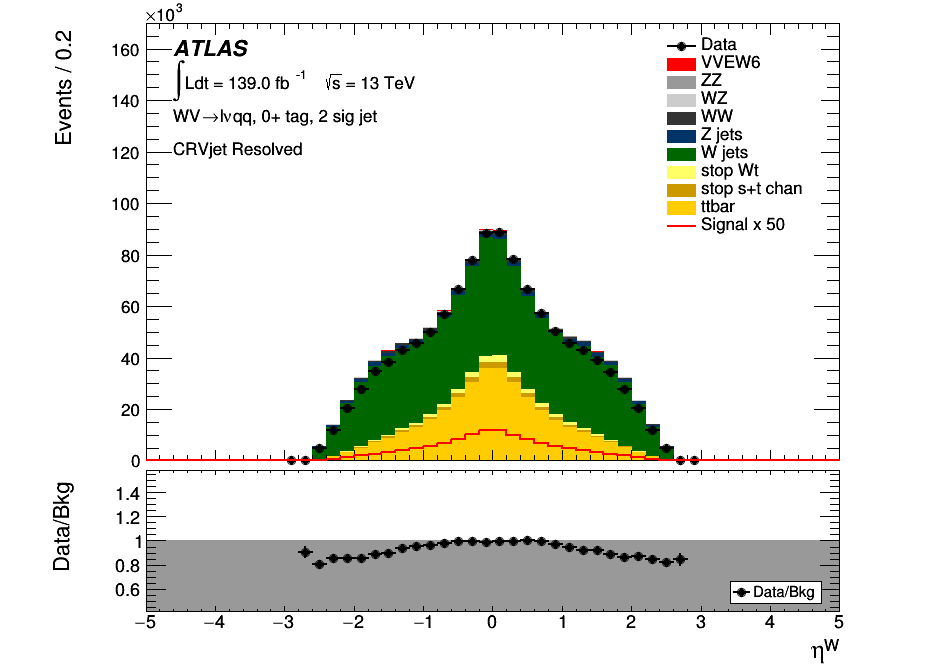 ×10³
Events / 0.2
160
140
120
100
80
60
40
20
0
ATLAS
∫Ldt = 139.0 fb⁻¹ √s = 13 TeV
WV→lνqq, 0+ tag, 2 sig jet
CRVjet Resolved
Data
VVEW6
ZZ
WZ
WW
Z jets
W jets
stop Wt
stop s+t chan
ttbar
Signal x 50
Data/Bkg
1.4
1.2
1
0.8
0.6
Data/Bkg
−5 −4 −3 −2 −1 0 1 2 3 4 5
η^W